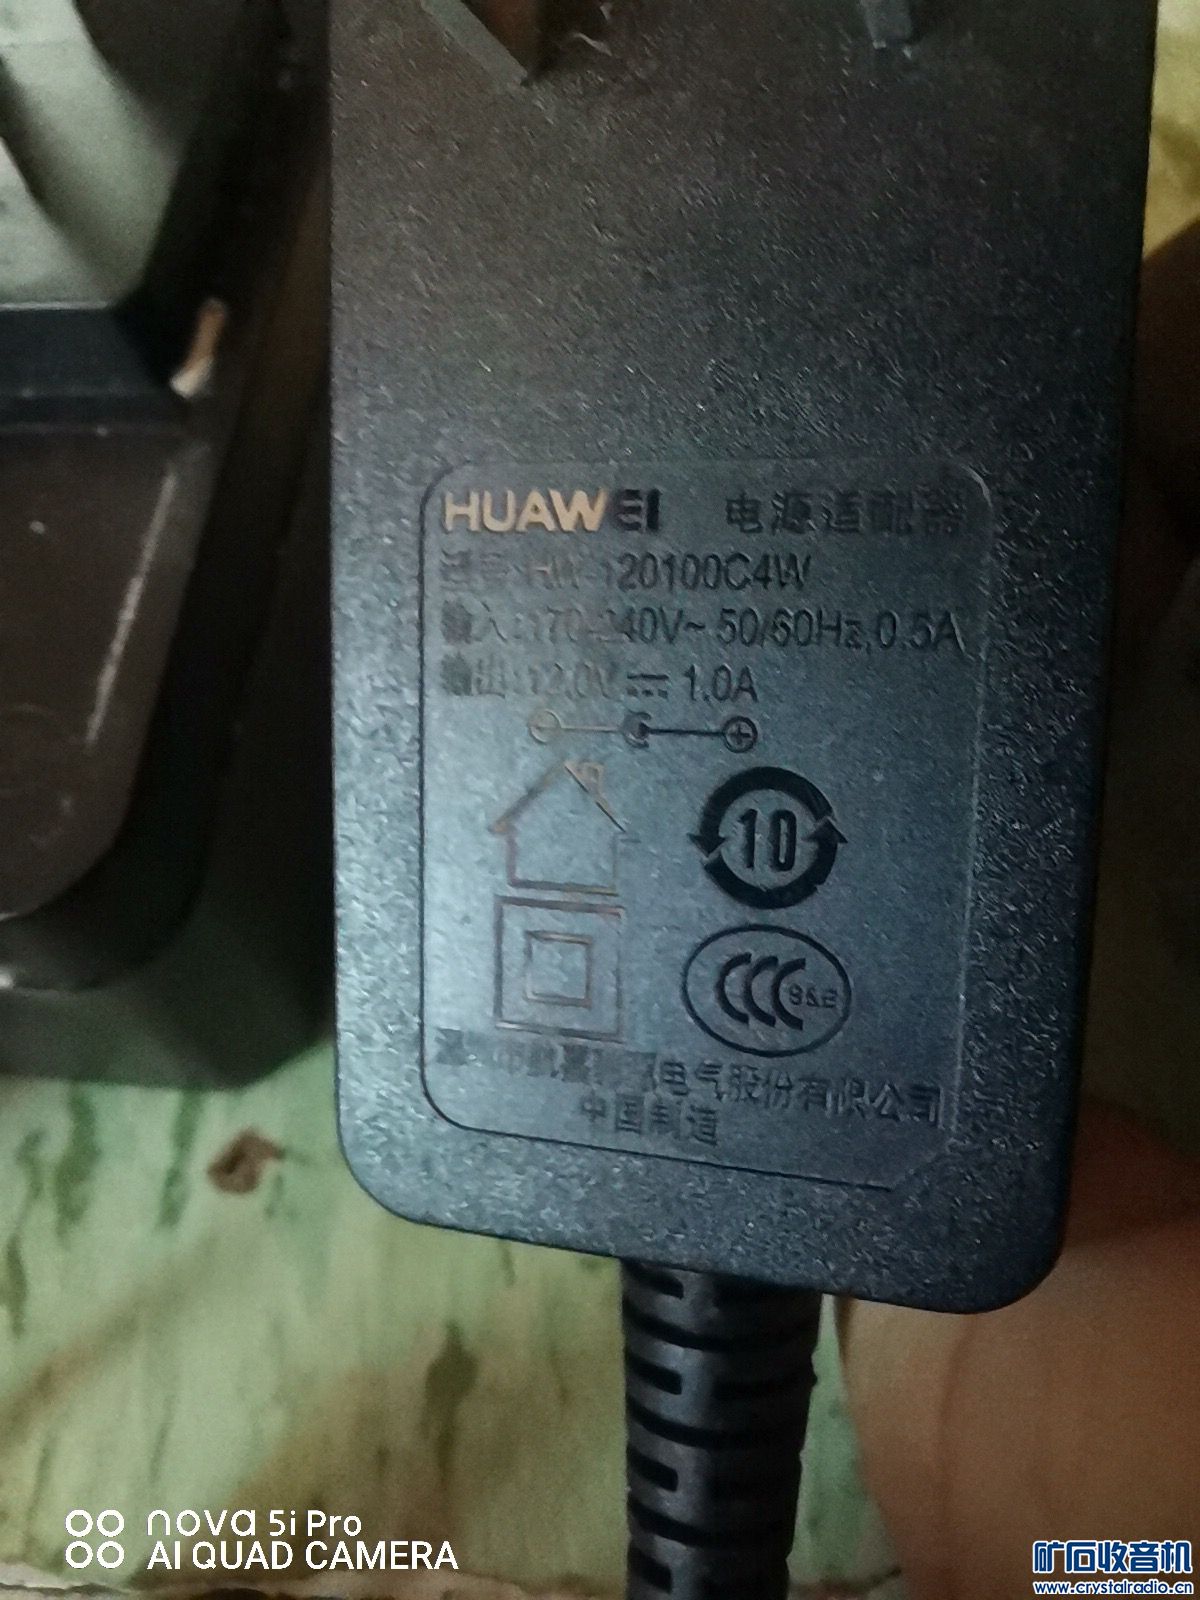 HUAWEI 电源适配器
型号:HW-120100C4W
输入:170-240V~ 50/60Hz,0.5A
输出:12.0V⎓1.0A
10
CCC S&E
电气股份有限公司
中国制造
nova 5i Pro
AI QUAD CAMERA
矿石收音机
www.crystalradio.cn